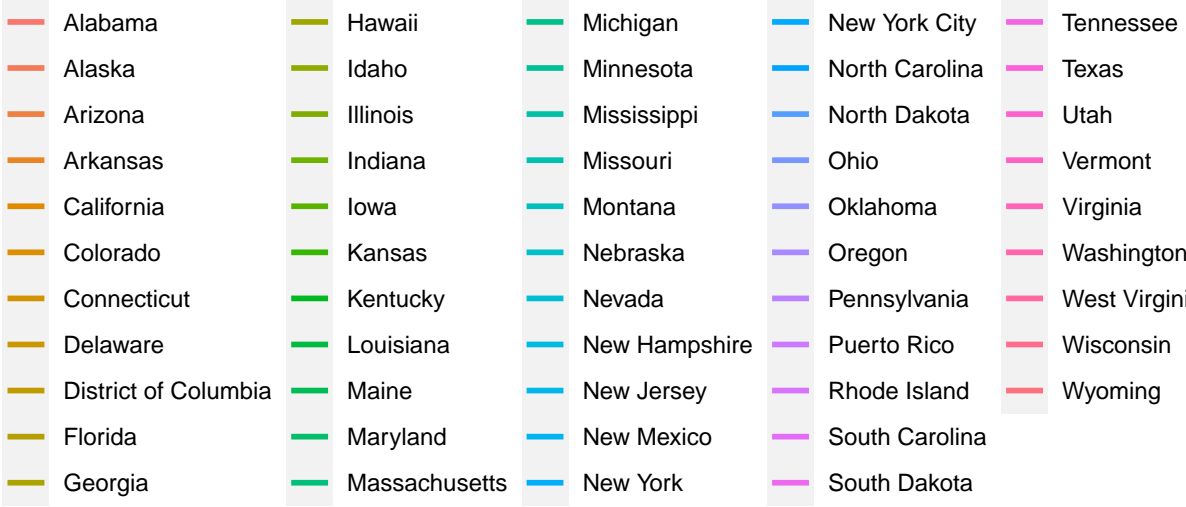 Alabama
Alaska
Arizona
Arkansas
California
Colorado
Connecticut
Delaware
District of Columbia
Florida
Georgia
Hawaii
Idaho
Illinois
Indiana
Iowa
Kansas
Kentucky
Louisiana
Maine
Maryland
Massachusetts
Michigan
Minnesota
Mississippi
Missouri
Montana
Nebraska
Nevada
New Hampshire
New Jersey
New Mexico
New York
New York City
North Carolina
North Dakota
Ohio
Oklahoma
Oregon
Pennsylvania
Puerto Rico
Rhode Island
South Carolina
South Dakota
Tennessee
Texas
Utah
Vermont
Virginia
Washington
West Virgini
Wisconsin
Wyoming